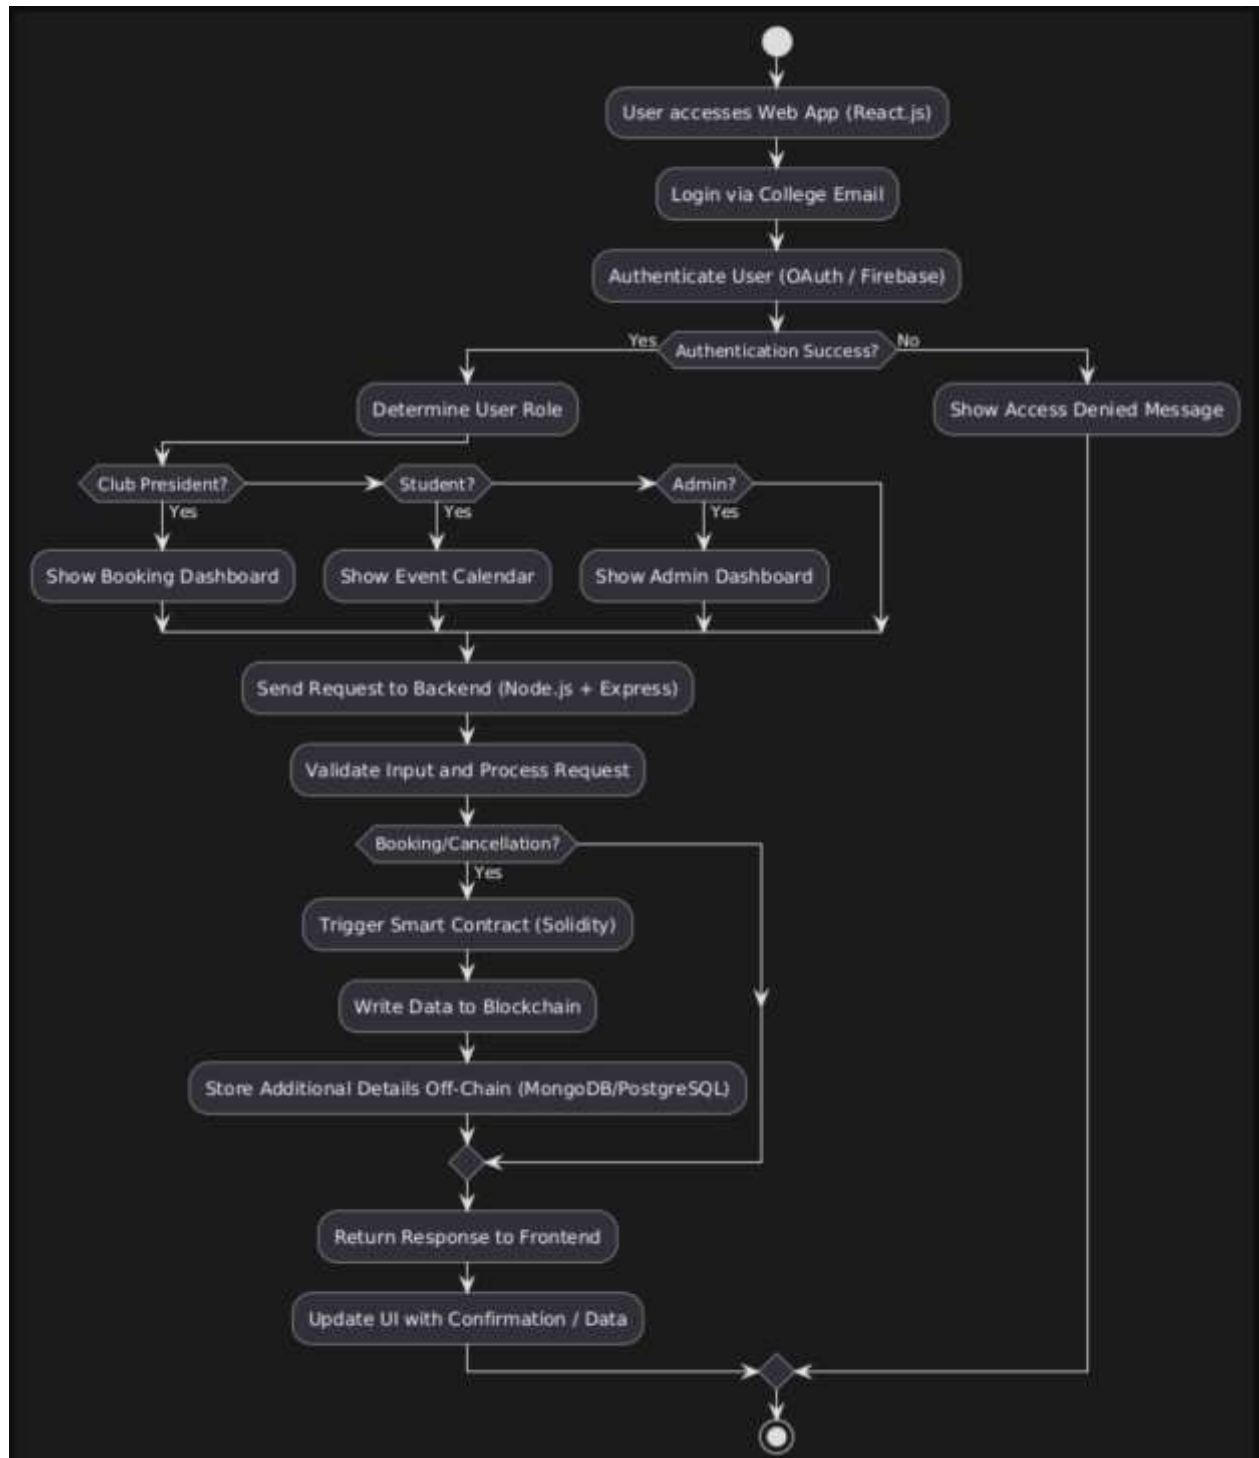 User accesses Web App (React.js)
Login via College Email
Authenticate User (OAuth / Firebase)
Yes
Authentication Success?
No
Determine User Role
Show Access Denied Message
Club President?
Student?
Admin?
Yes
Yes
Yes
Show Booking Dashboard
Show Event Calendar
Show Admin Dashboard
Send Request to Backend (Node.js + Express)
Validate Input and Process Request
Booking/Cancellation?
Yes
Trigger Smart Contract (Solidity)
Write Data to Blockchain
Store Additional Details Off-Chain (MongoDB/PostgreSQL)
Return Response to Frontend
Update UI with Confirmation / Data